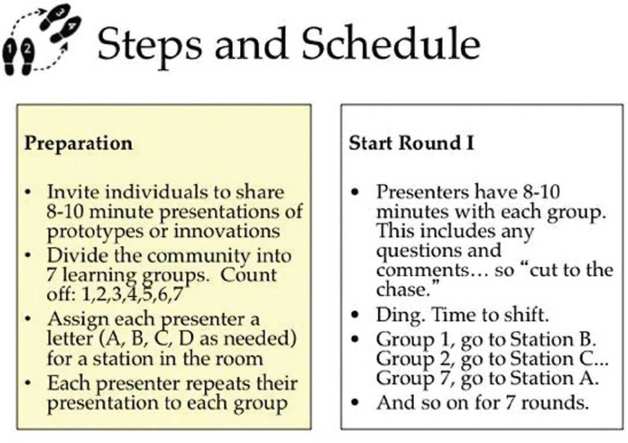 1 2 3 4
Steps and Schedule
Preparation
• Invite individuals to share
8-10 minute presentations of
prototypes or innovations
• Divide the community into
7 learning groups. Count
off: 1,2,3,4,5,6,7
• Assign each presenter a
letter (A, B, C, D as needed)
for a station in the room
• Each presenter repeats their
presentation to each group
Start Round I
• Presenters have 8-10
minutes with each group.
This includes any
questions and
comments… so “cut to the
chase.”
• Ding. Time to shift.
• Group 1, go to Station B.
Group 2, go to Station C...
Group 7, go to Station A.
• And so on for 7 rounds.